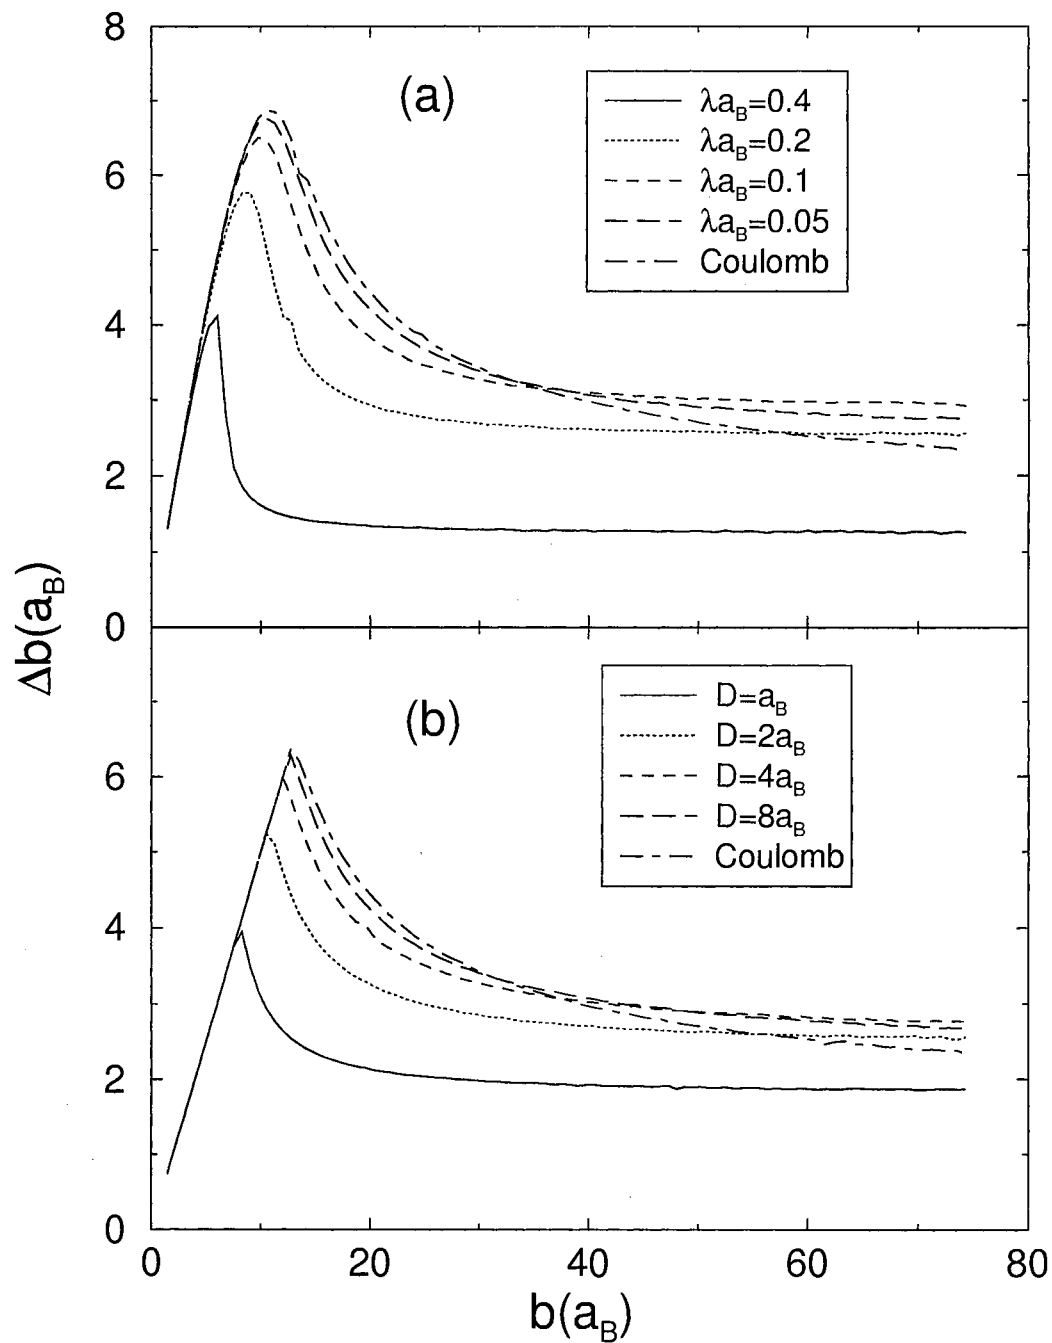 8
(a)
λa_B=0.4
λa_B=0.2
λa_B=0.1
λa_B=0.05
Coulomb
6
4
2
0
Δb(a_B)
(b)
D=a_B
D=2a_B
D=4a_B
D=8a_B
Coulomb
6
4
2
0
0 20 40 60 80
b(a_B)